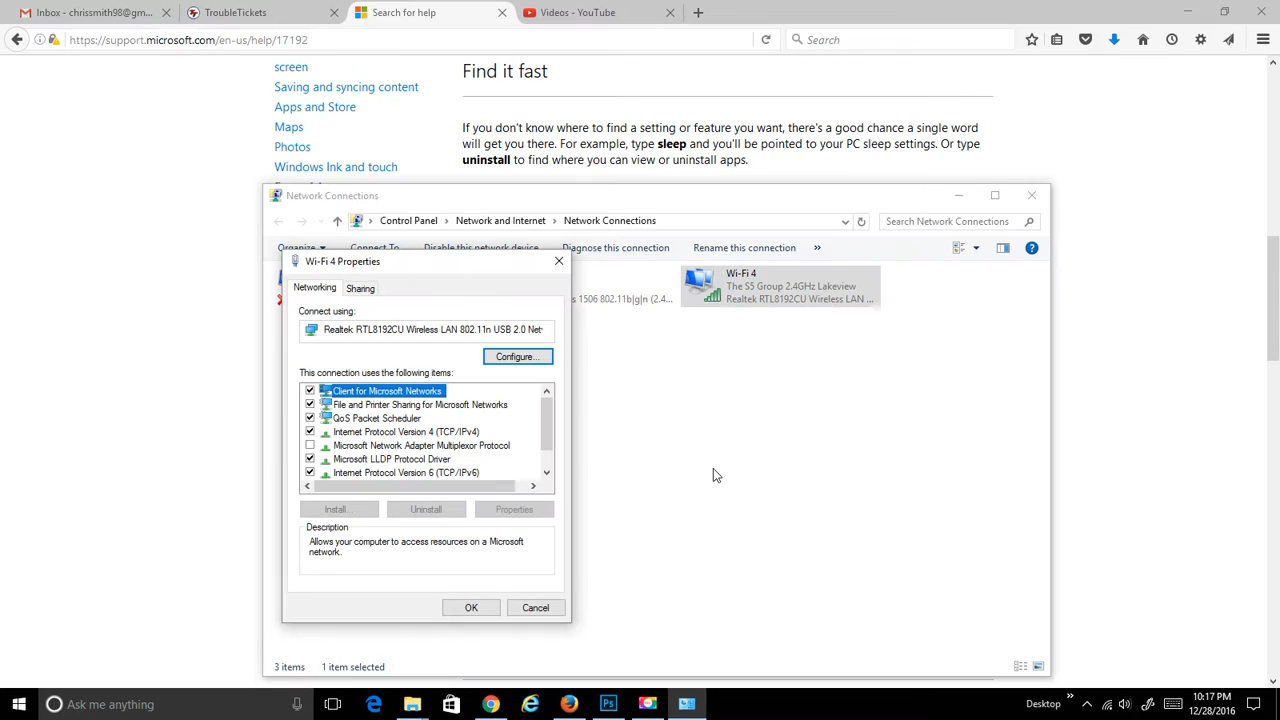 Inbox - chrissmith98@gm...
TroubleTickets
Search for help
Videos - YouTube
https://support.microsoft.com/en-us/help/17192
Search
screen
Saving and syncing content
Apps and Store
Maps
Photos
Windows Ink and touch
Find it fast
If you don't know where to find a setting or feature you want, there's a good chance a single word
will get you there. For example, type sleep and you'll be pointed to your PC sleep settings. Or type
uninstall to find where you can view or uninstall apps.
Network Connections
Control Panel
Network and Internet
Network Connections
Search Network Connections
Organize
Connect To
Disable this network device
Diagnose this connection
Rename this connection
»
s 1506 802.11b|g|n (2.4...
Wi-Fi 4
The S5 Group 2.4GHz Lakeview
Realtek RTL8192CU Wireless LAN ...
Wi-Fi 4 Properties
Networking
Sharing
Connect using:
Realtek RTL8192CU Wireless LAN 802.11n USB 2.0 Net
Configure...
This connection uses the following items:
Client for Microsoft Networks
File and Printer Sharing for Microsoft Networks
QoS Packet Scheduler
Internet Protocol Version 4 (TCP/IPv4)
Microsoft Network Adapter Multiplexor Protocol
Microsoft LLDP Protocol Driver
Internet Protocol Version 6 (TCP/IPv6)
Install...
Uninstall
Properties
Description
Allows your computer to access resources on a Microsoft
network.
OK
Cancel
3 items
1 item selected
Ask me anything
Ps
Desktop
10:17 PM
12/28/2016